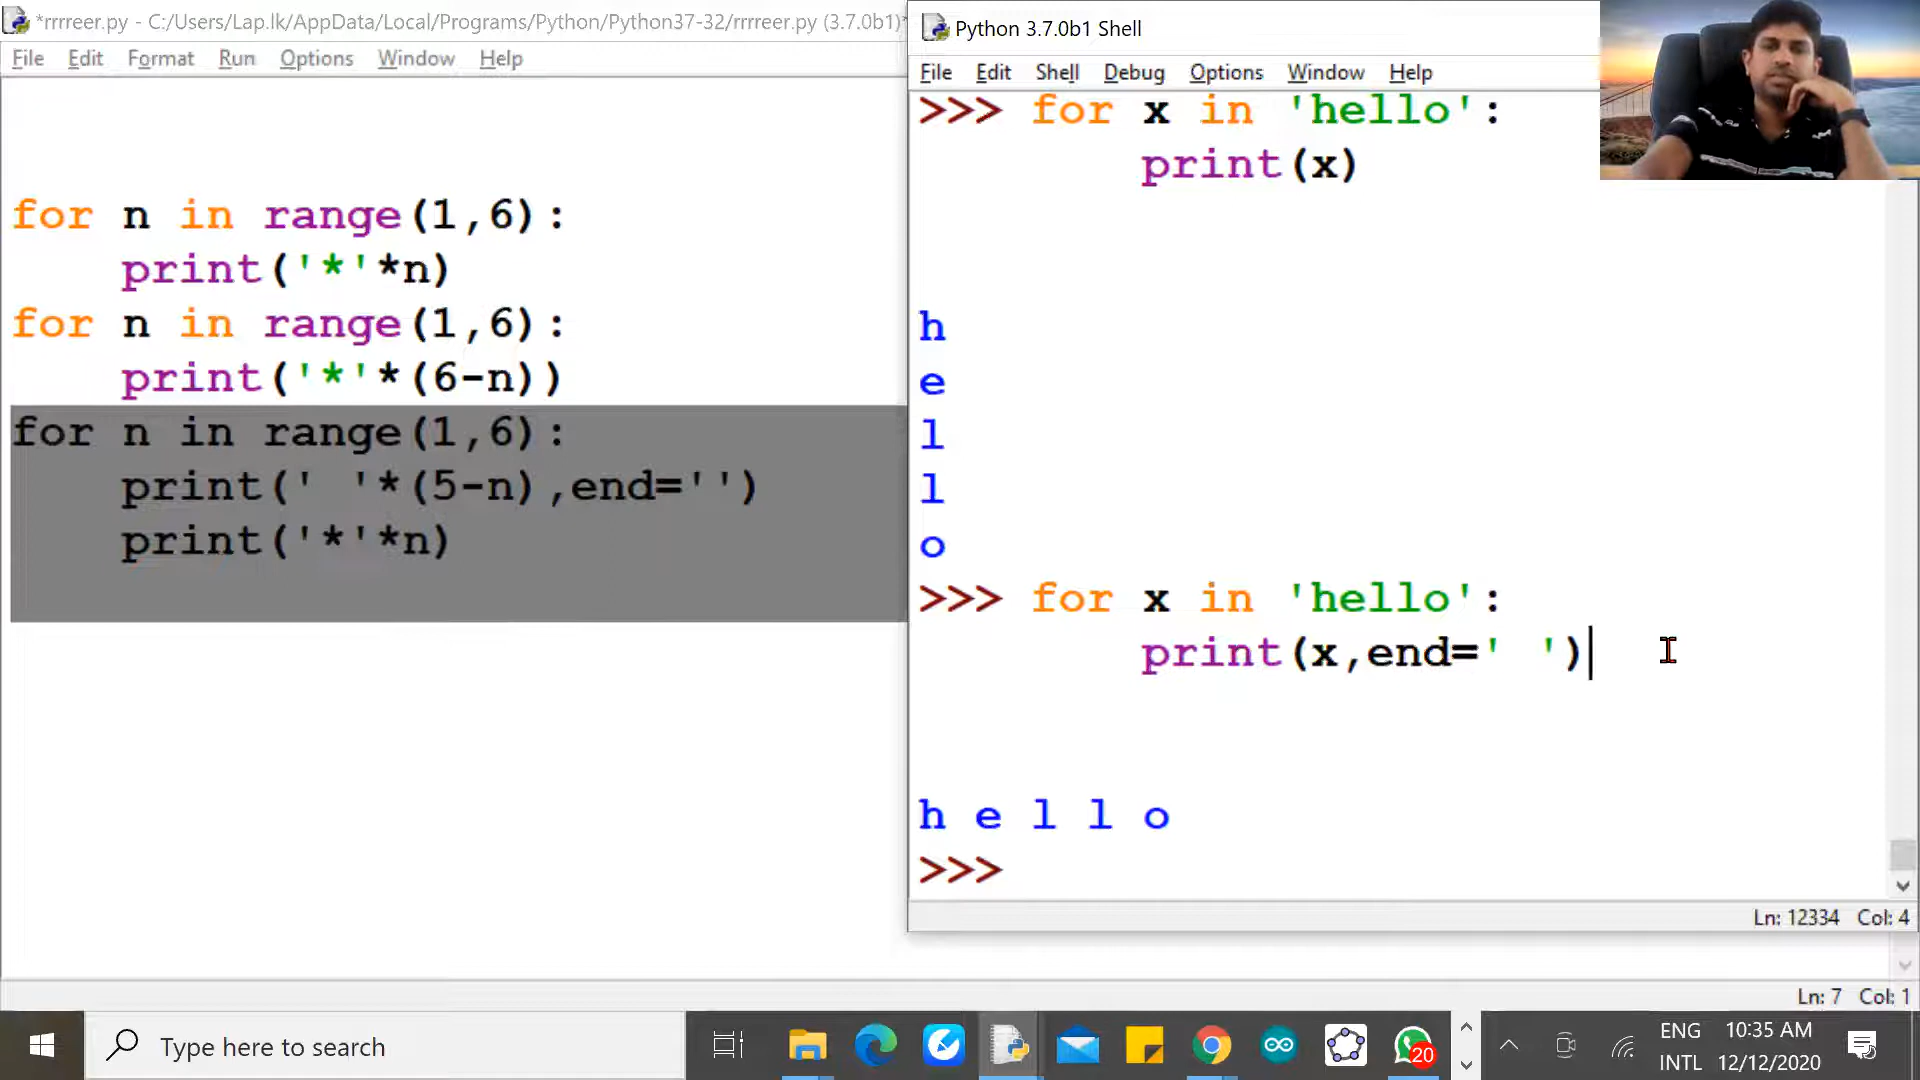 *rrrreer.py - C:/Users/Lap.lk/AppData/Local/Programs/Python/Python37-32/rrrreer.py (3.7.0b1)*
File Edit Format Run Options Window Help
for n in range(1,6):
    print('*'*n)
for n in range(1,6):
    print('*'*(6-n))
for n in range(1,6):
    print(' '*(5-n),end='')
    print('*'*n)
Ln: 7 Col: 1
Python 3.7.0b1 Shell
File Edit Shell Debug Options Window Help
>>> for x in 'hello':
        print(x)
h
e
l
l
o
>>> for x in 'hello':
        print(x,end=' ')
h e l l o
>>>
Ln: 12334 Col: 4
Type here to search
20
ENG
INTL
10:35 AM
12/12/2020